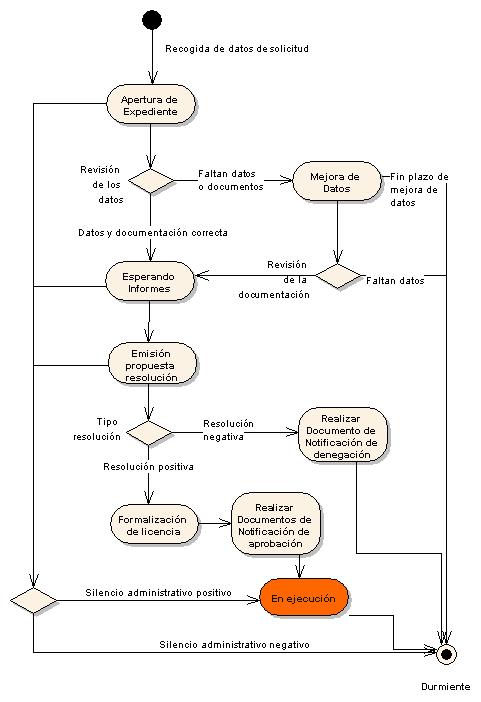 Recogida de datos de solicitud
Apertura de
Expediente
Revisión
de los
datos
Faltan datos
o documentos
Mejora de
Datos
Fin plazo de
mejora de
datos
Datos y documentación correcta
Esperando
Informes
Revisión
de la
documentación
Faltan datos
Emisión
propuesta
resolución
Tipo
resolución
Resolución
negativa
Realizar
Documento de
Notificación de
denegación
Resolución positiva
Formalización
de licencia
Realizar
Documentos de
Notificación de
aprobación
Silencio administrativo positivo
En ejecución
Silencio administrativo negativo
Durmiente